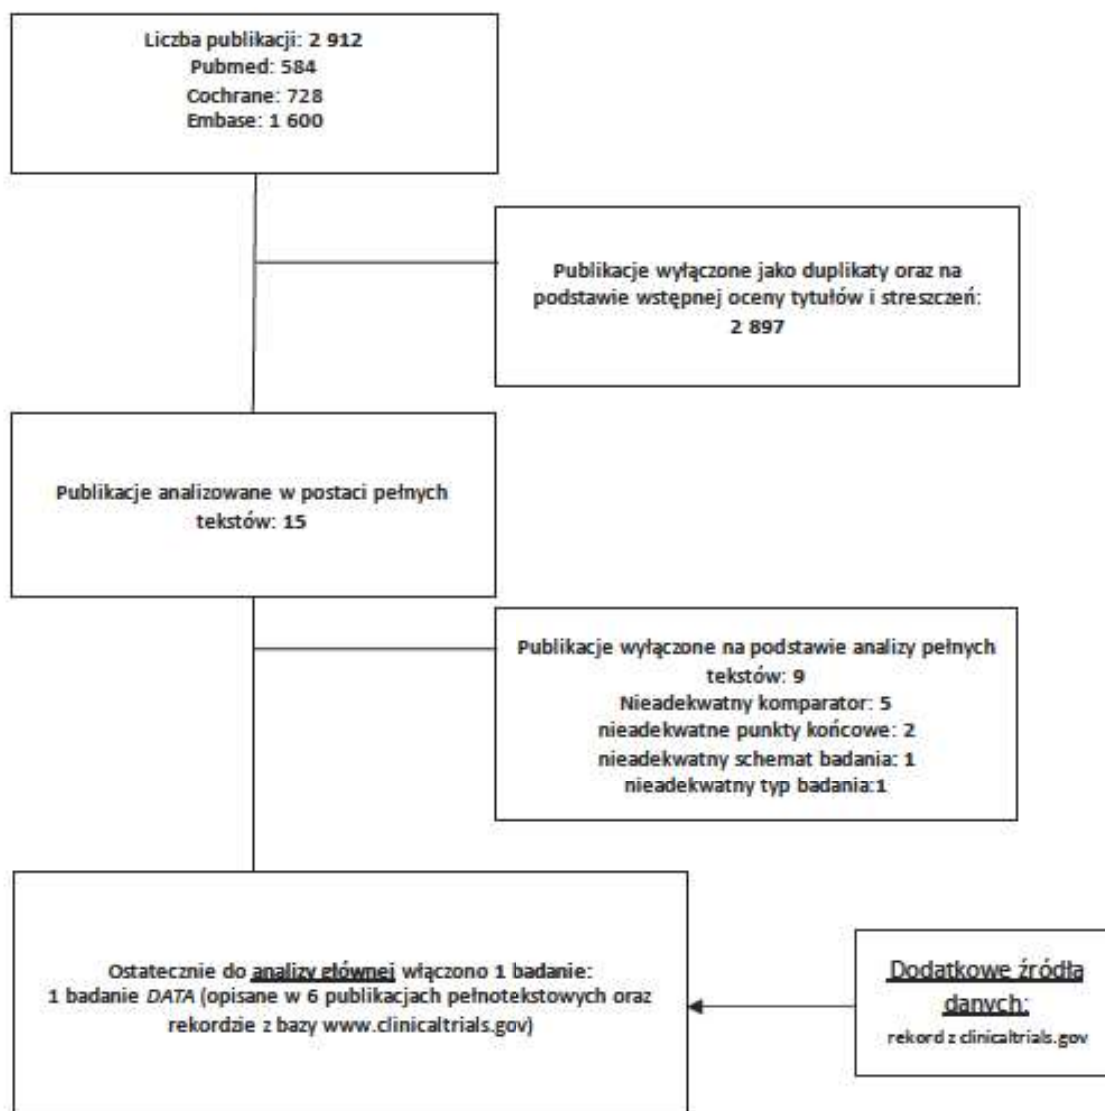 Liczba publikacji: 2 912
Pubmed: 584
Cochrane: 728
Embase: 1 600
Publikacje wyłączone jako duplikaty oraz na
podstawie wstępnej oceny tytułów i streszczeń:
2 897
Publikacje analizowane w postaci pełnych
tekstów: 15
Publikacje wyłączone na podstawie analizy pełnych
tekstów: 9
Nieadekwatny komparator: 5
nieadekwatne punkty końcowe: 2
nieadekwatny schemat badania: 1
nieadekwatny typ badania:1
Ostatecznie do analizy głównej włączono 1 badanie:
1 badanie DATA (opisane w 6 publikacjach pełnotekstowych oraz
rekordzie z bazy www.clinicaltrials.gov)
Dodatkowe źródła
danych:
rekord z clinicaltrials.gov